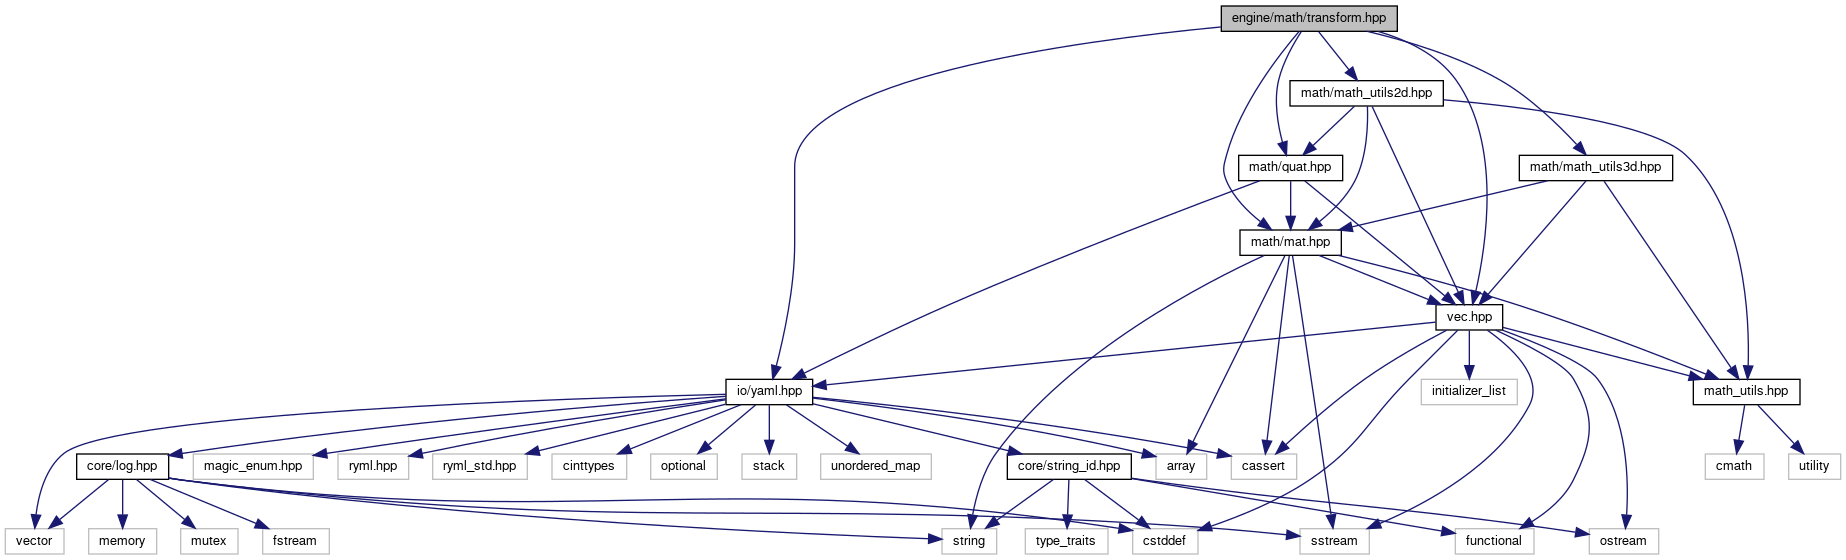 engine/math/transform.hpp
math/math_utils2d.hpp
math/quat.hpp
math/math_utils3d.hpp
math/mat.hpp
vec.hpp
io/yaml.hpp
initializer_list
math_utils.hpp
core/log.hpp
magic_enum.hpp
ryml.hpp
ryml_std.hpp
cinttypes
optional
stack
unordered_map
core/string_id.hpp
array
cassert
cmath
utility
vector
memory
mutex
fstream
string
type_traits
cstddef
sstream
functional
ostream